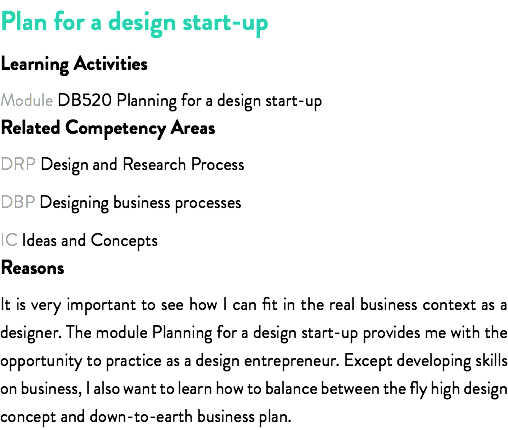 Plan for a design start-up
Learning Activities
Module DB520 Planning for a design start-up
Related Competency Areas
DRP Design and Research Process
DBP Designing business processes
IC Ideas and Concepts
Reasons
It is very important to see how I can fit in the real business context as a
designer. The module Planning for a design start-up provides me with the
opportunity to practice as a design entrepreneur. Except developing skills
on business, I also want to learn how to balance between the fly high design
concept and down-to-earth business plan.